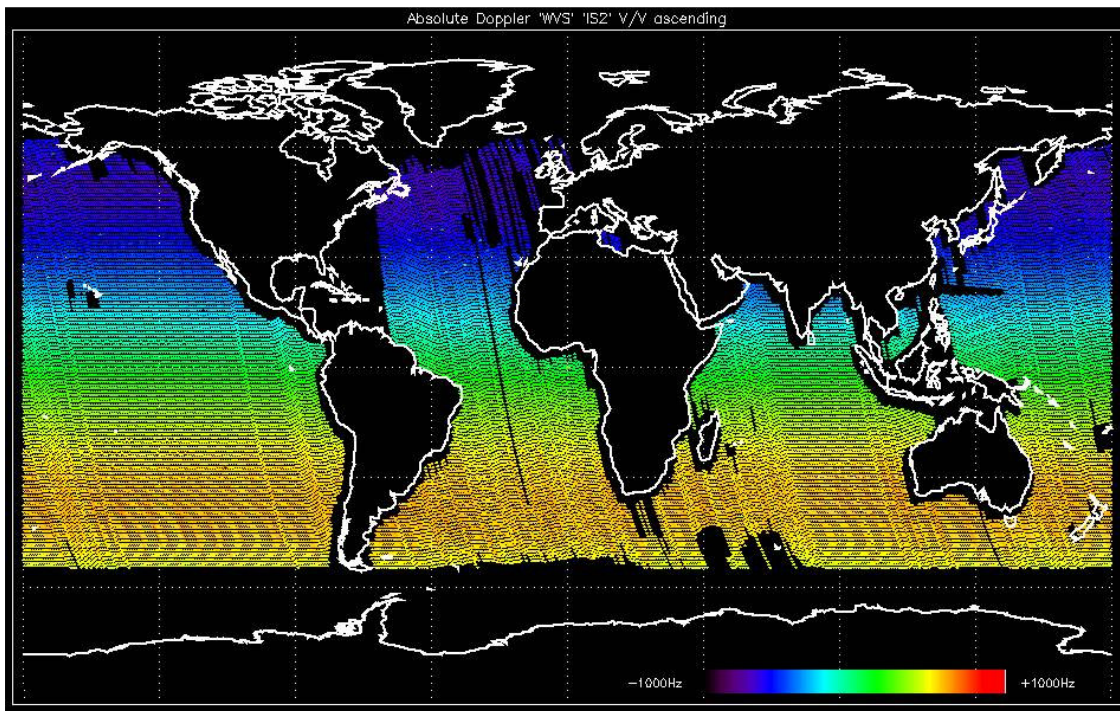 Absolute Doppler 'WVS' 'IS2' V/V ascending
-1000Hz
+1000Hz